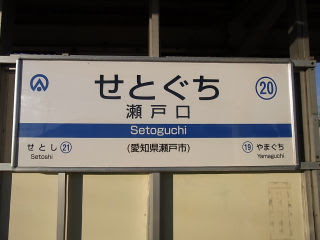 せとぐち
20
瀬戸口
Setoguchi
せとし 21
Setoshi
(愛知県瀬戸市)
19 やまぐち
Yamaguchi